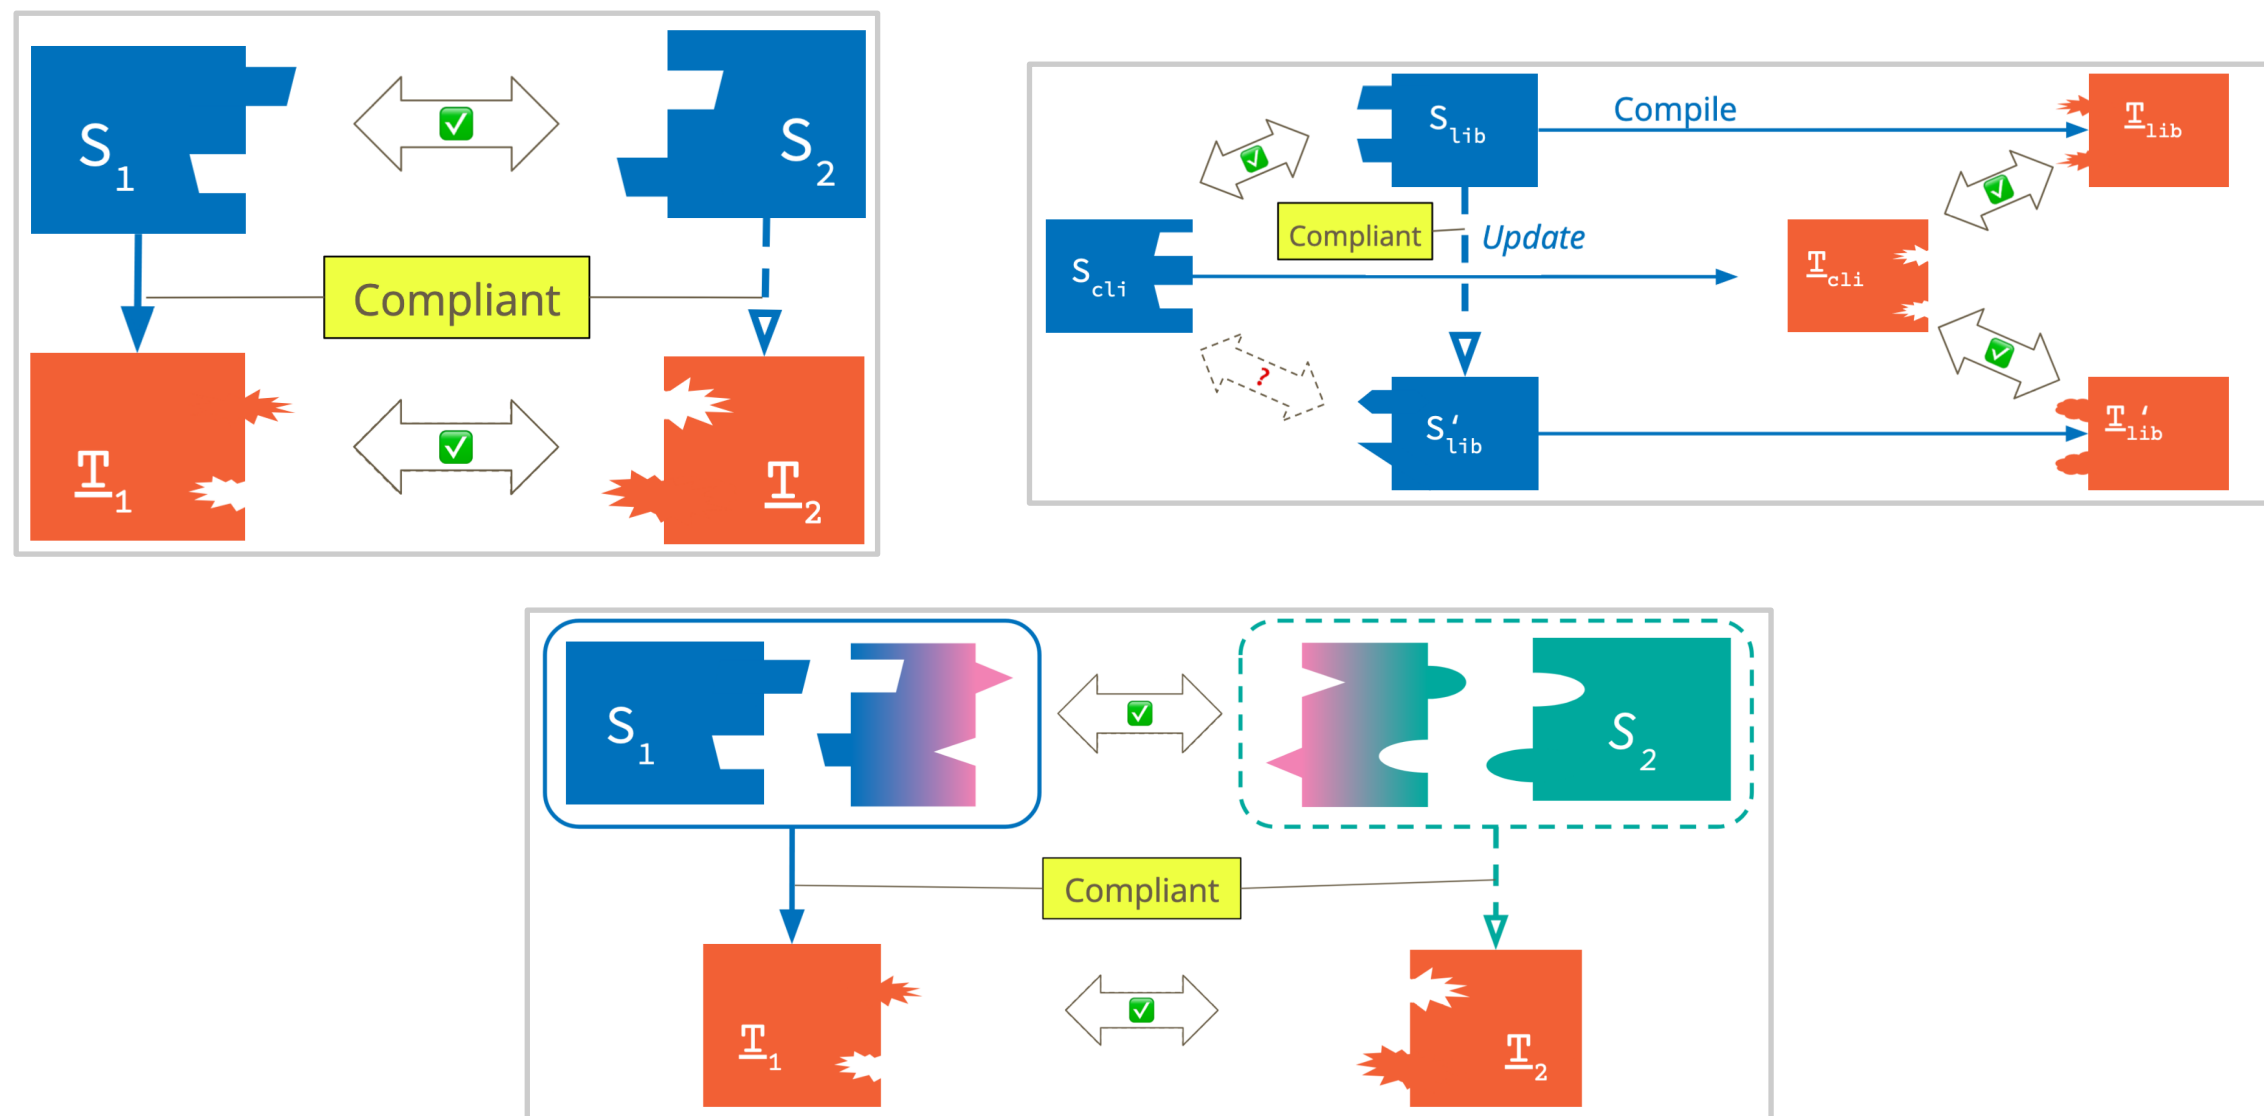 S1
S2
Compliant
T1
T2
Compile
Slib
Tlib
Compliant
Update
Scli
Tcli
?
S‘lib
T‘lib
S1
S2
Compliant
T1
T2